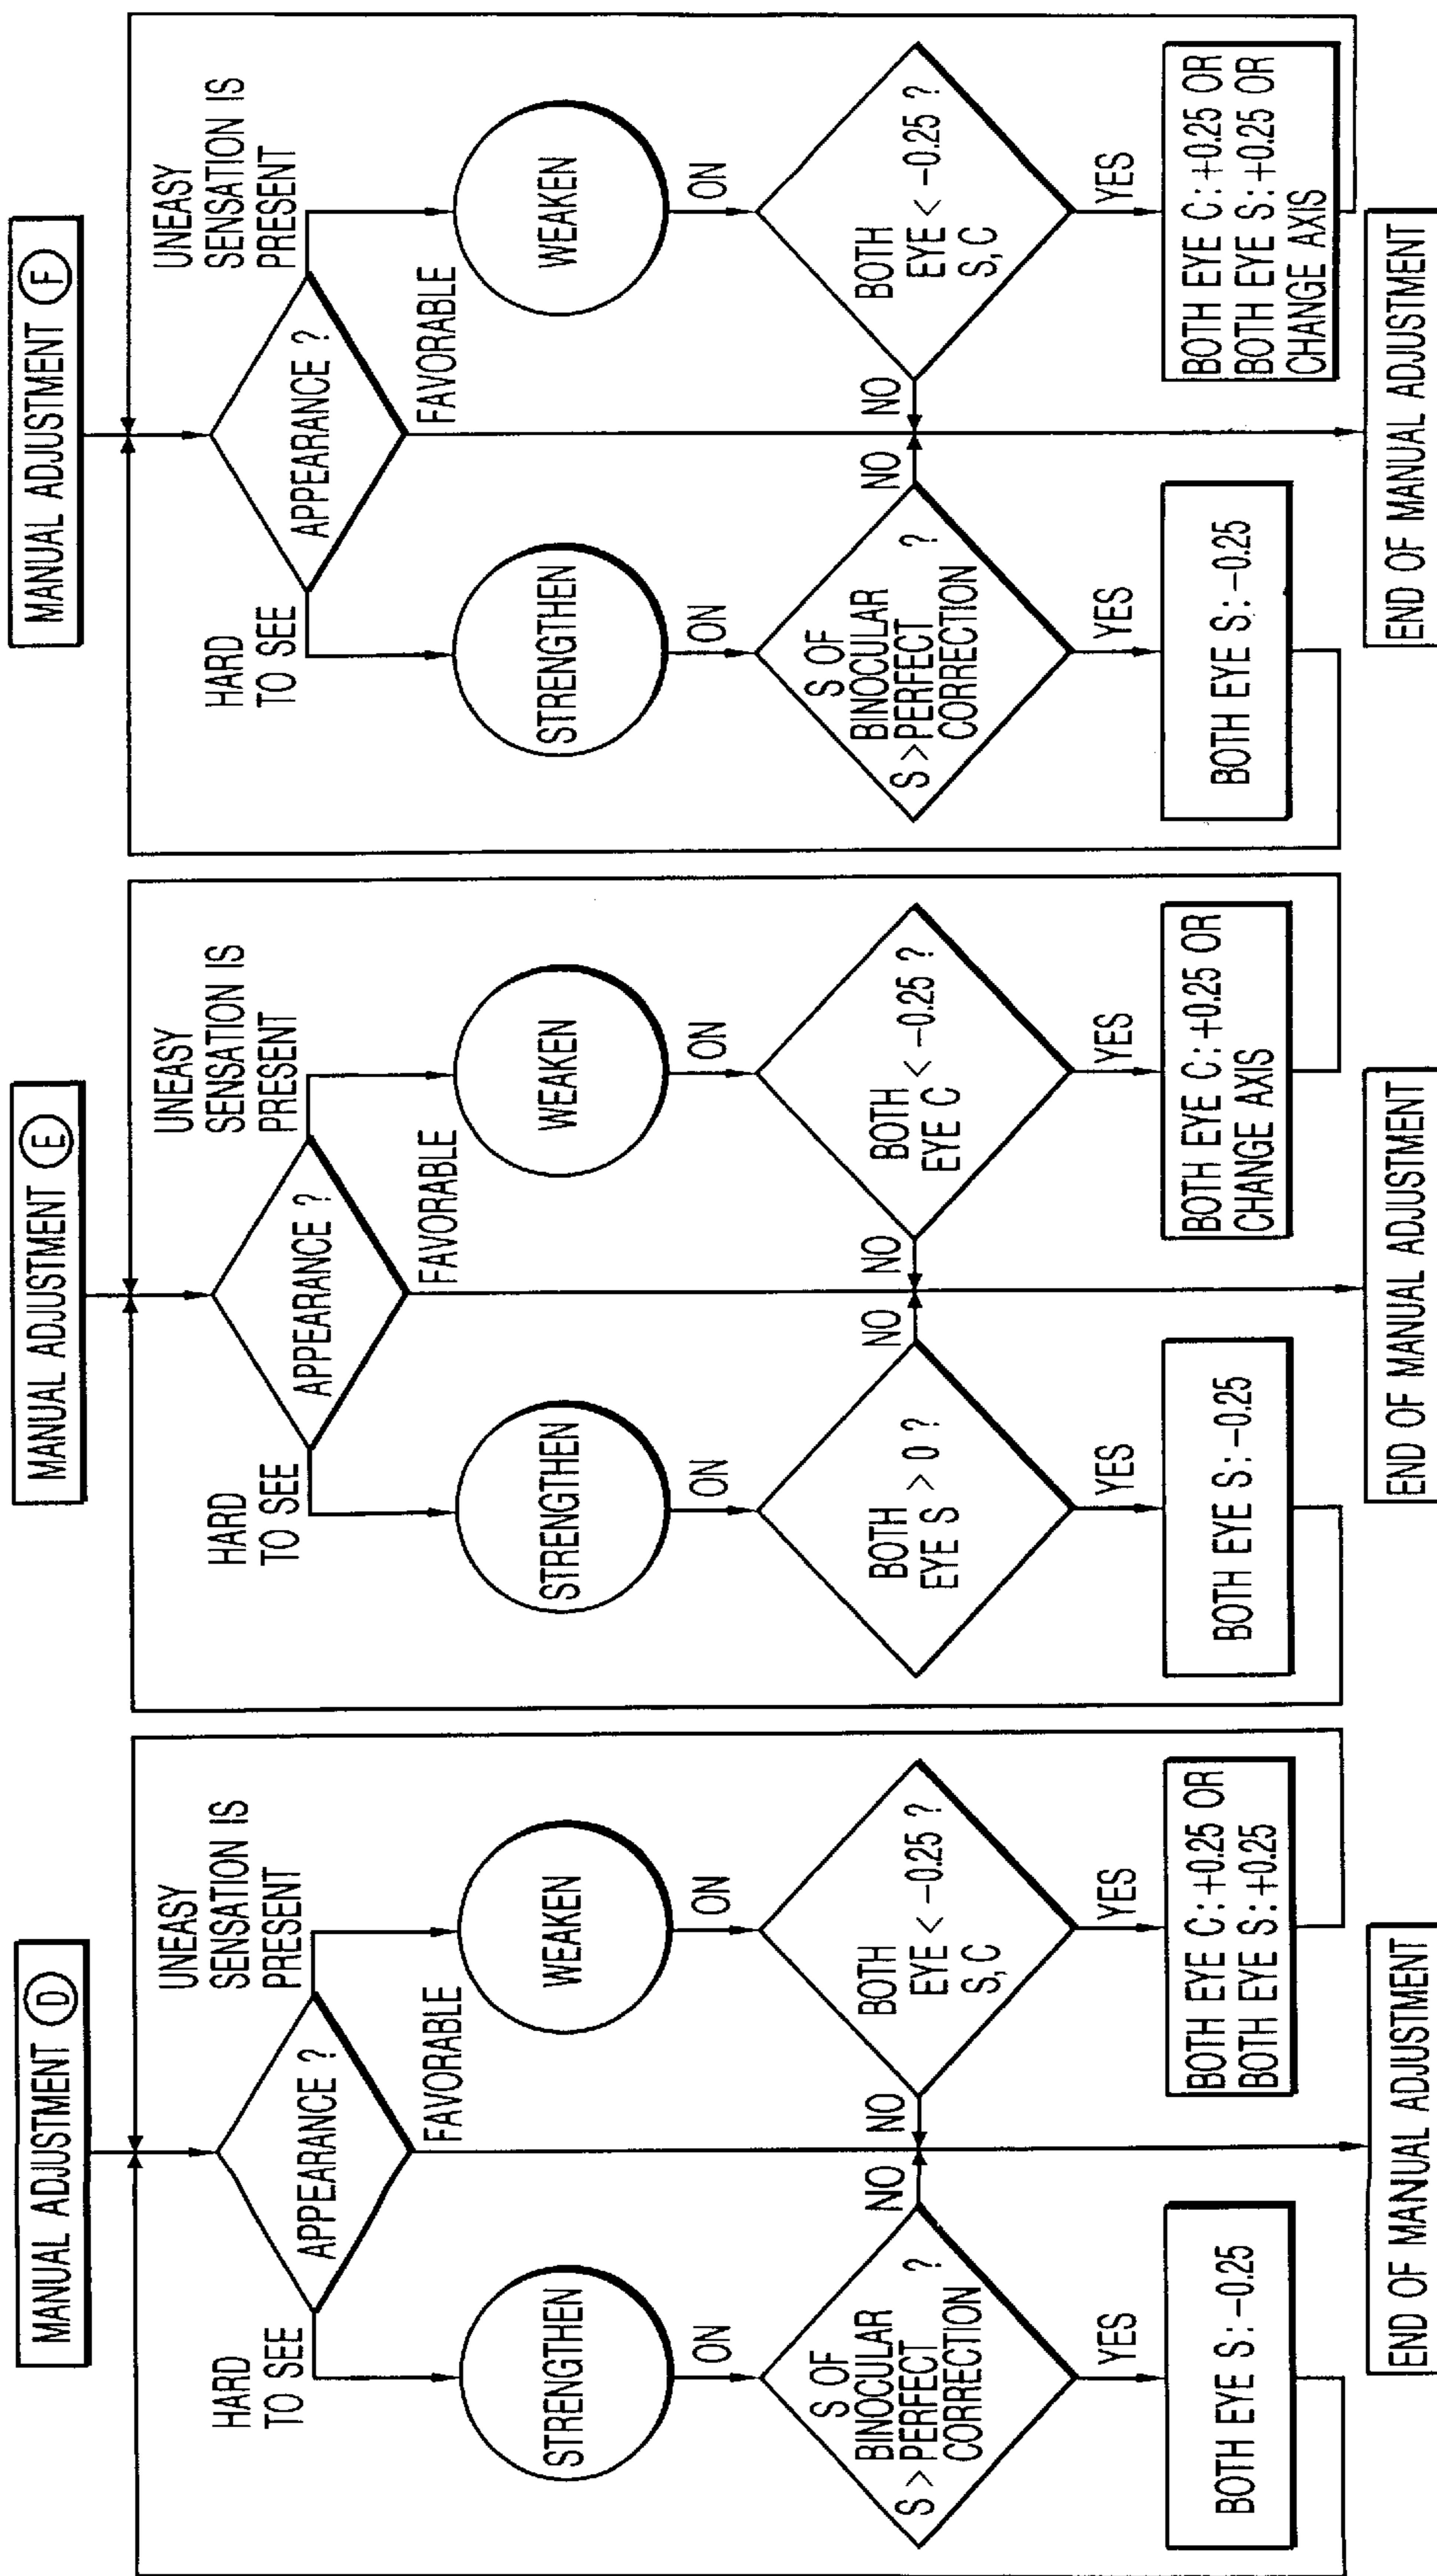 MANUAL ADJUSTMENT D
APPEARANCE ?
HARD
TO SEE
UNEASY
SENSATION IS
PRESENT
FAVORABLE
STRENGTHEN
WEAKEN
ON
ON
S OF
BINOCULAR
S > PERFECT ?
CORRECTION
NO
NO
BOTH
EYE < -0.25 ?
S, C
YES
YES
BOTH EYE S: -0.25
BOTH EYE C: +0.25 OR
BOTH EYE S: +0.25
END OF MANUAL ADJUSTMENT
MANUAL ADJUSTMENT E
APPEARANCE ?
HARD
TO SEE
UNEASY
SENSATION IS
PRESENT
FAVORABLE
STRENGTHEN
WEAKEN
ON
ON
BOTH
EYE S > 0 ?
NO
NO
BOTH
EYE C < -0.25 ?
YES
YES
BOTH EYE S: -0.25
BOTH EYE C: +0.25 OR
CHANGE AXIS
END OF MANUAL ADJUSTMENT
MANUAL ADJUSTMENT F
APPEARANCE ?
HARD
TO SEE
UNEASY
SENSATION IS
PRESENT
FAVORABLE
STRENGTHEN
WEAKEN
ON
ON
S OF
BINOCULAR
S > PERFECT ?
CORRECTION
NO
NO
BOTH
EYE < -0.25 ?
S, C
YES
YES
BOTH EYE S: -0.25
BOTH EYE C: +0.25 OR
BOTH EYE S: +0.25 OR
CHANGE AXIS
END OF MANUAL ADJUSTMENT